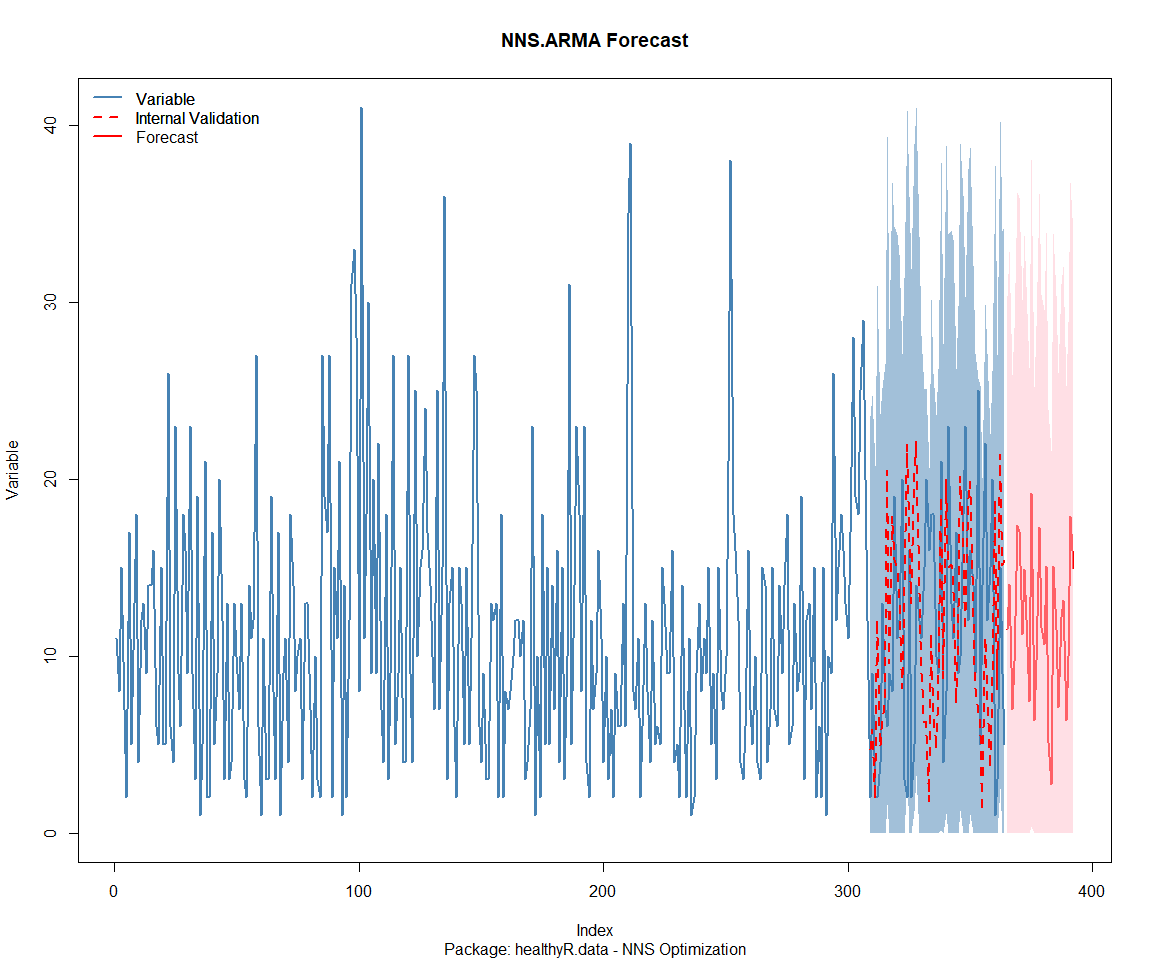 NNS.ARMA Forecast
Variable
Internal Validation
Forecast
Variable
40
30
20
10
0
0
100
200
300
400
Index
Package: healthyR.data - NNS Optimization